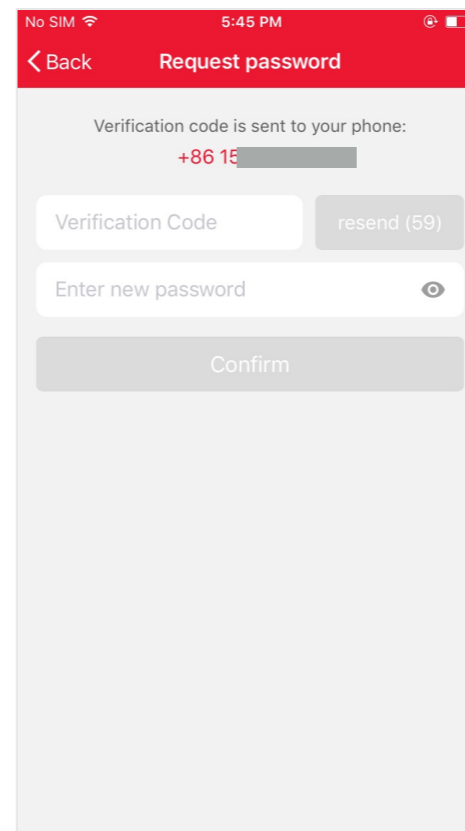 No SIM 5:45 PM
Back Request password
Verification code is sent to your phone:
+86 15
Verification Code resend (59)
Enter new password
Confirm